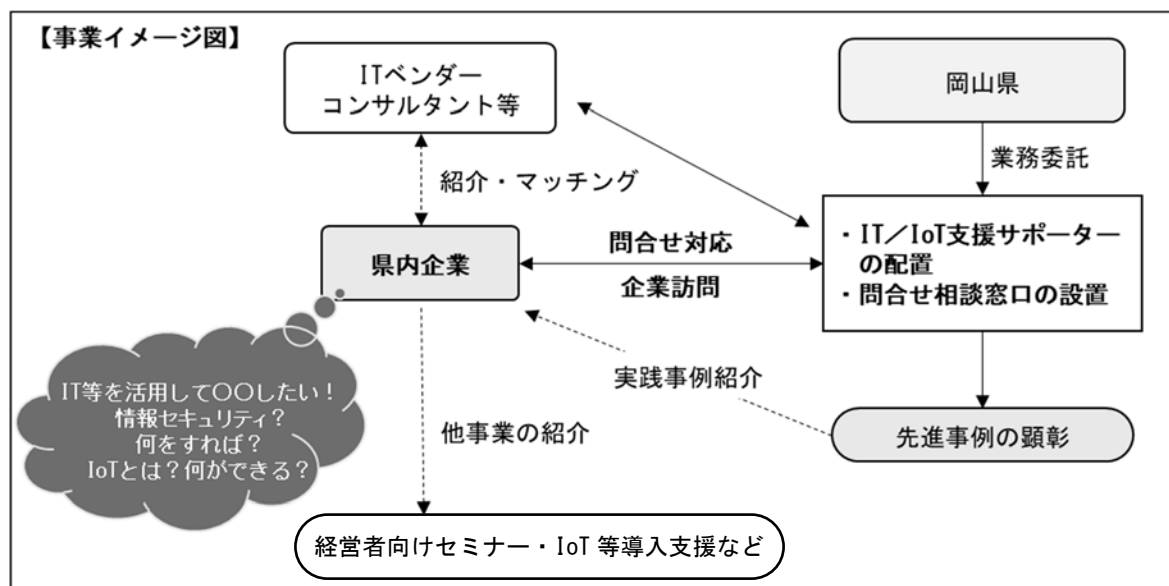 【事業イメージ図】
ITベンダー
コンサルタント等
岡山県
業務委託
紹介・マッチング
県内企業
問合せ対応
企業訪問
・IT／IoT支援サポーター
の配置
・問合せ相談窓口の設置
IT等を活用して〇〇したい！
情報セキュリティ？
何をすれば？
IoTとは？何ができる？
実践事例紹介
他事業の紹介
先進事例の顕彰
経営者向けセミナー・IoT 等導入支援など